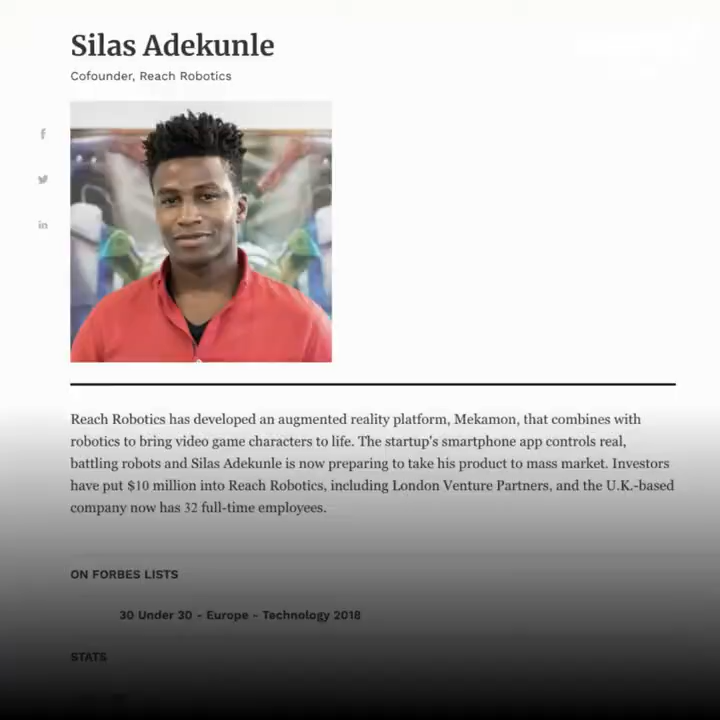 Silas Adekunle
Cofounder, Reach Robotics
f
in
Reach Robotics has developed an augmented reality platform, Mekamon, that combines with
robotics to bring video game characters to life. The startup's smartphone app controls real,
battling robots and Silas Adekunle is now preparing to take his product to mass market. Investors
have put $10 million into Reach Robotics, including London Venture Partners, and the U.K.-based
company now has 32 full-time employees.
ON FORBES LISTS
30 Under 30 - Europe - Technology 2018
STATS